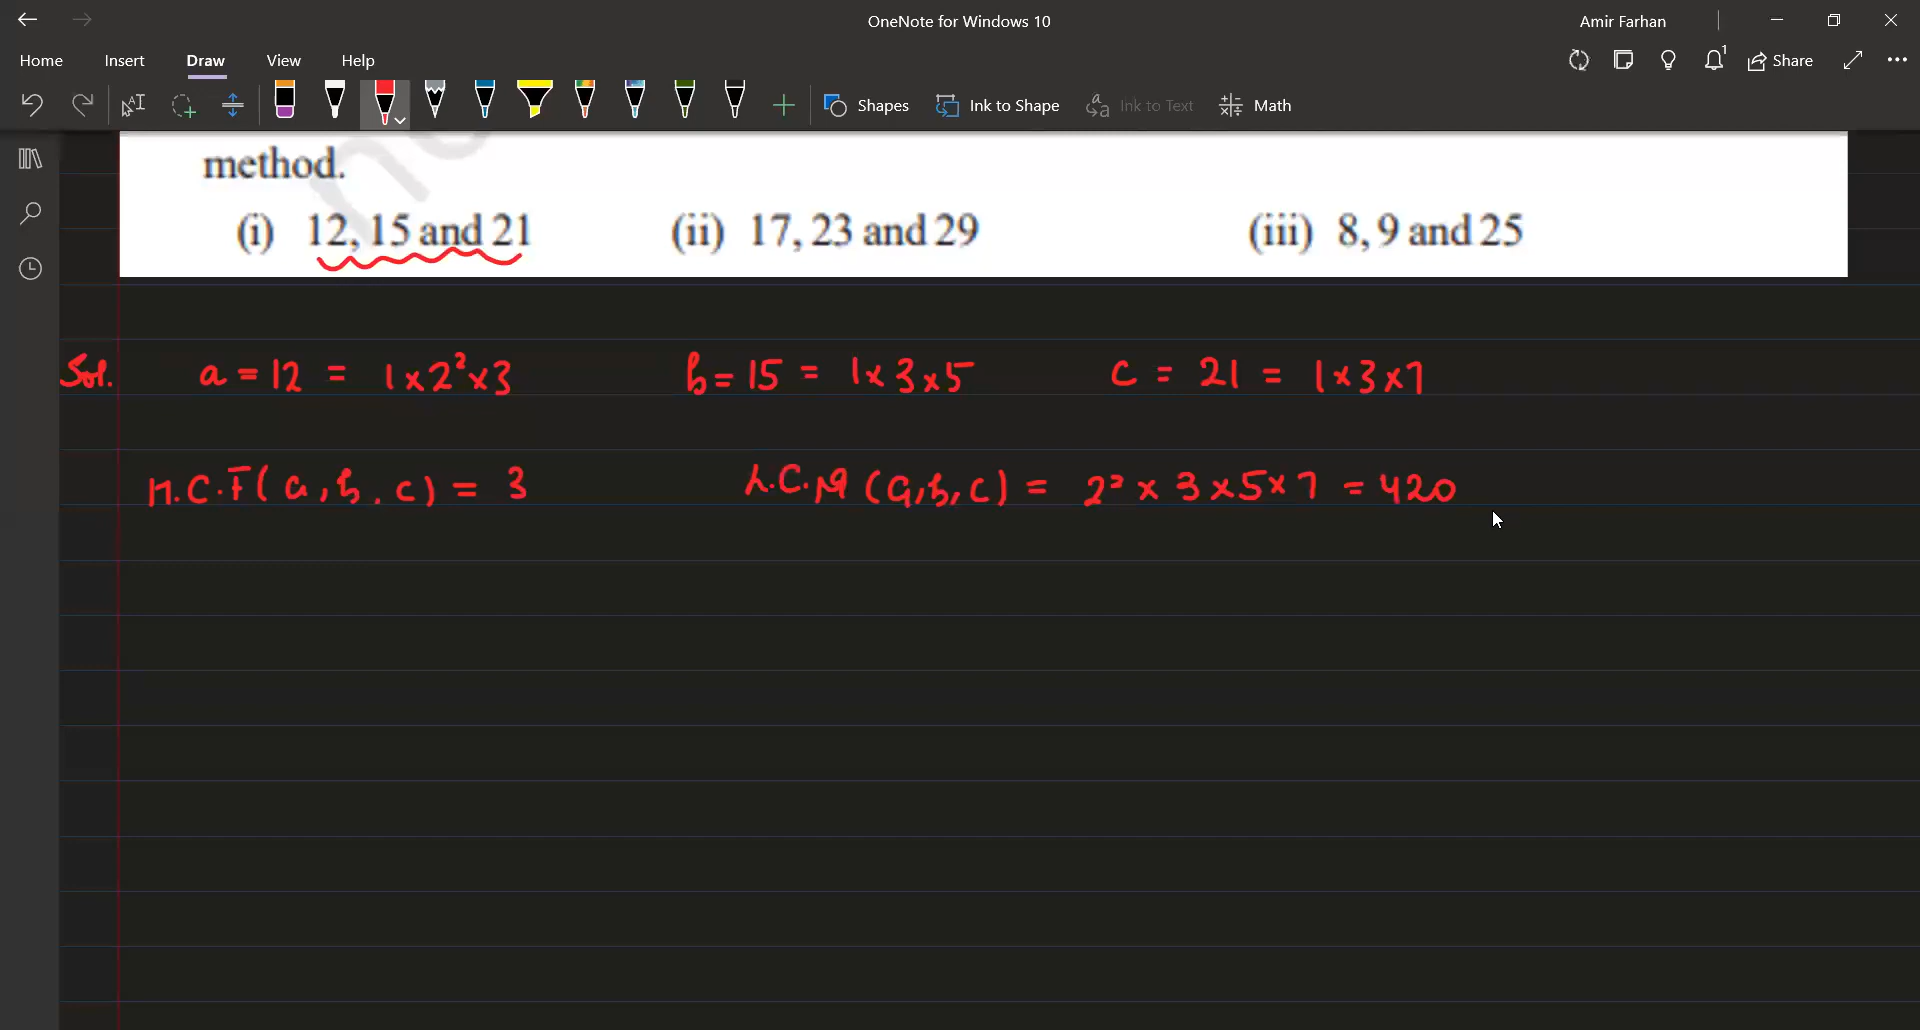 OneNote for Windows 10
Amir Farhan
Home Insert Draw View Help
Share
Shapes Ink to Shape Ink to Text Math
method.
(i) 12, 15 and 21 (ii) 17, 23 and 29 (iii) 8, 9 and 25
Sol. a = 12 = 1×2²×3 b = 15 = 1×3×5 c = 21 = 1×3×7
H.C.F(a,b,c) = 3 L.C.M(a,b,c) = 2² × 3 × 5 × 7 = 420